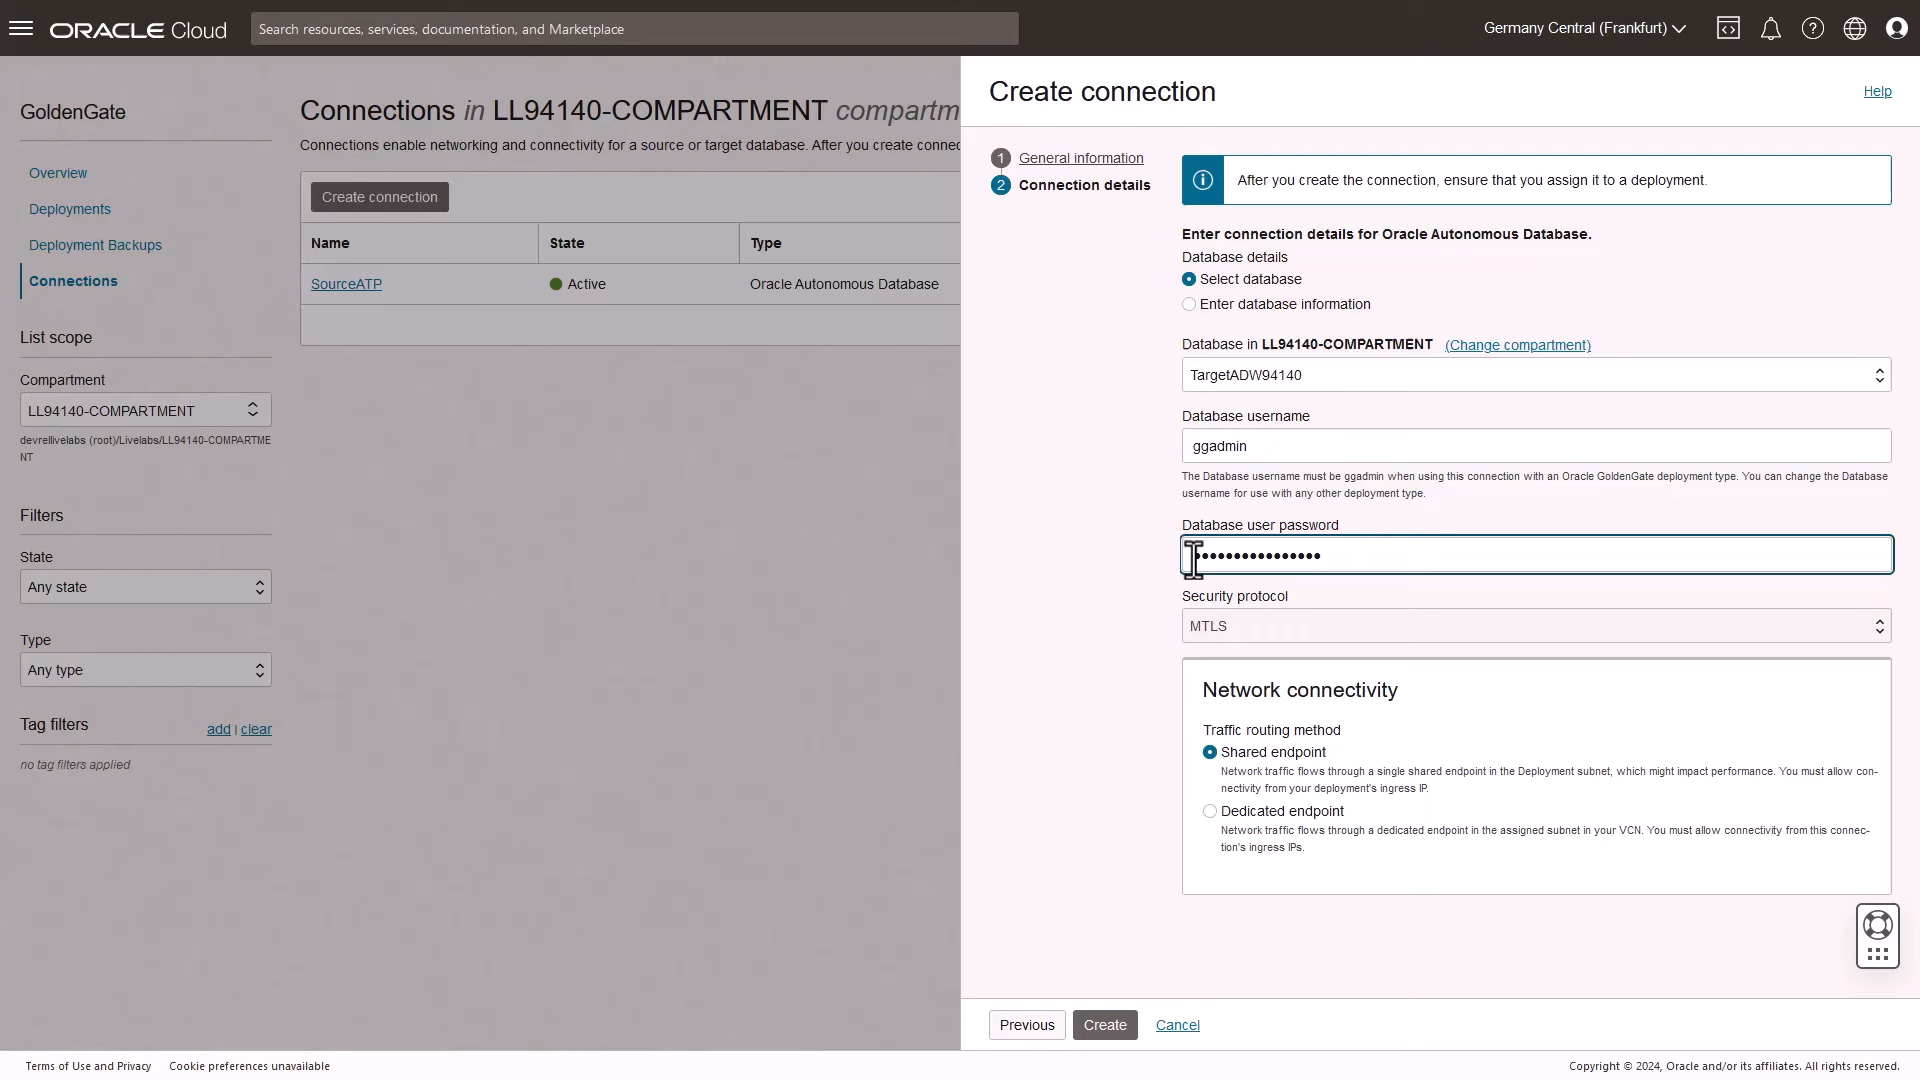 ORACLE Cloud
Search resources, services, documentation, and Marketplace
Germany Central (Frankfurt)
GoldenGate
Overview
Deployments
Deployment Backups
Connections
List scope
Compartment
LL94140-COMPARTMENT
devrellivelabs (root)/Livelabs/LL94140-COMPARTME
NT
Filters
State
Any state
Type
Any type
Tag filters
add | clear
no tag filters applied
Connections in LL94140-COMPARTMENT compartm
Connections enable networking and connectivity for a source or target database. After you create connec
Create connection
Name State Type
SourceATP Active Oracle Autonomous Database
Create connection
Help
1 General information
2 Connection details
After you create the connection, ensure that you assign it to a deployment.
Enter connection details for Oracle Autonomous Database.
Database details
Select database
Enter database information
Database in LL94140-COMPARTMENT (Change compartment)
TargetADW94140
Database username
ggadmin
The Database username must be ggadmin when using this connection with an Oracle GoldenGate deployment type. You can change the Database
username for use with any other deployment type.
Database user password
Security protocol
MTLS
Network connectivity
Traffic routing method
Shared endpoint
Network traffic flows through a single shared endpoint in the Deployment subnet, which might impact performance. You must allow con-
nectivity from your deployment's ingress IP.
Dedicated endpoint
Network traffic flows through a dedicated endpoint in the assigned subnet in your VCN. You must allow connectivity from this connec-
tion's ingress IPs.
Previous Create Cancel
Terms of Use and Privacy Cookie preferences unavailable
Copyright © 2024, Oracle and/or its affiliates. All rights reserved.